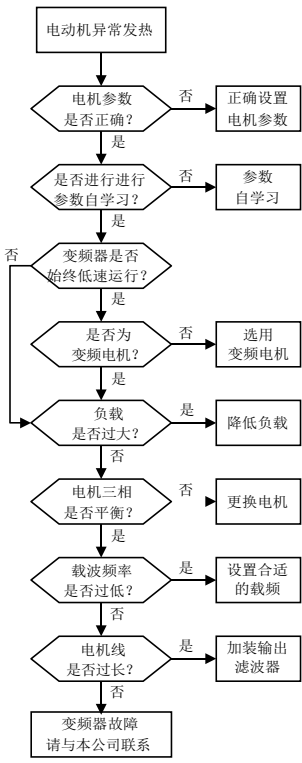 电动机异常发热
电机参数
是否正确？
否
正确设置
电机参数
是
是否进行进行
参数自学习？
否
参数
自学习
是
变频器是否
始终低速运行？
否
是
是否为
变频电机？
否
选用
变频电机
是
负载
是否过大？
是
降低负载
否
电机三相
是否平衡？
否
更换电机
是
载波频率
是否过低？
是
设置合适
的载频
否
电机线
是否过长？
是
加装输出
滤波器
否
变频器故障
请与本公司联系